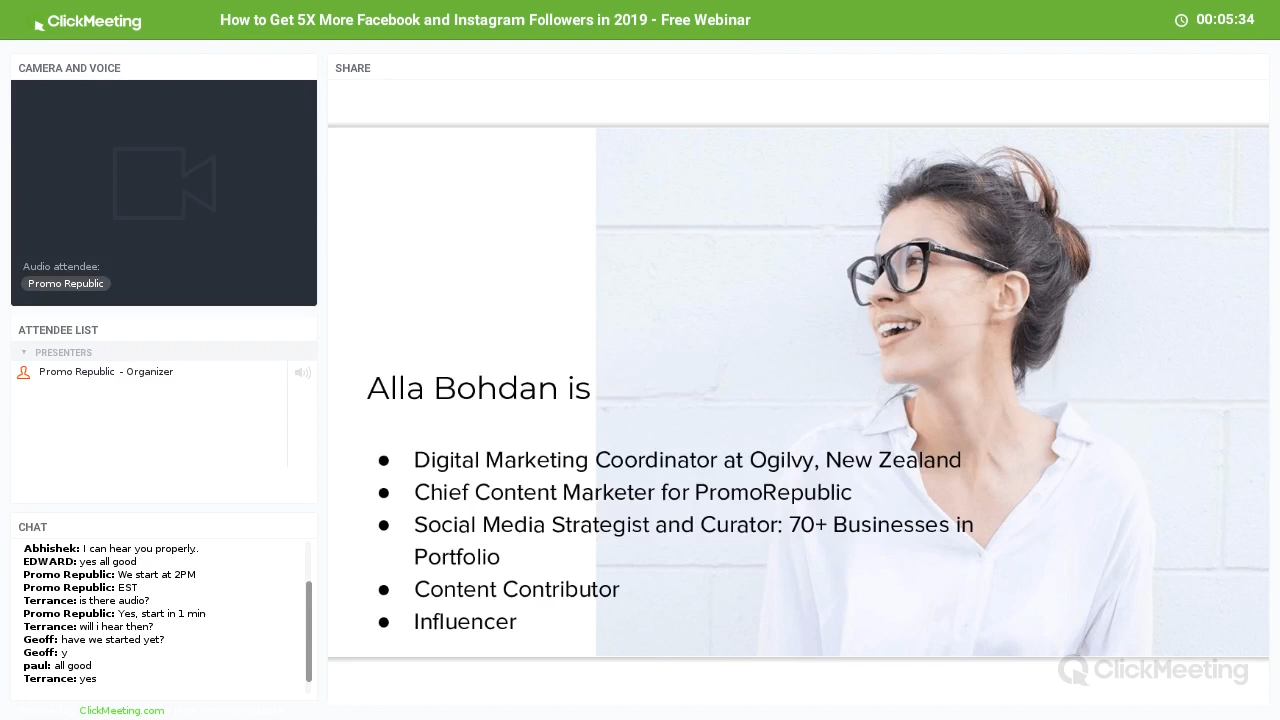 ClickMeeting
How to Get 5X More Facebook and Instagram Followers in 2019 - Free Webinar
00:05:34
CAMERA AND VOICE
Audio attendee:
Promo Republic
ATTENDEE LIST
PRESENTERS
Promo Republic - Organizer
CHAT
Abhishek: I can hear you properly..
EDWARD: yes all good
Promo Republic: We start at 2PM
Promo Republic: EST
Terrance: is there audio?
Promo Republic: Yes, start in 1 min
Terrance: will i hear then?
Geoff: have we started yet?
Geoff: y
paul: all good
Terrance: yes
ClickMeeting.com
SHARE
Alla Bohdan is
● Digital Marketing Coordinator at Ogilvy, New Zealand
● Chief Content Marketer for PromoRepublic
● Social Media Strategist and Curator: 70+ Businesses in
Portfolio
● Content Contributor
● Influencer
ClickMeeting